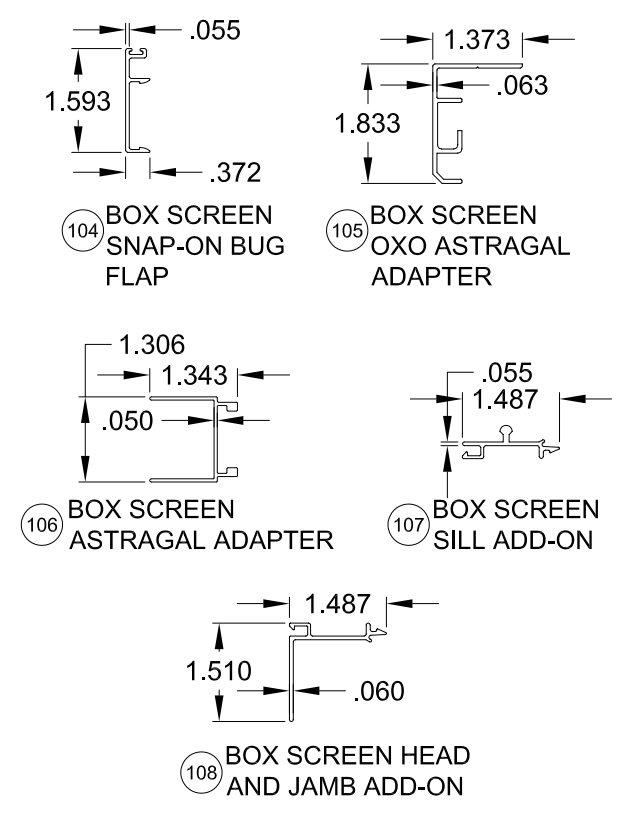 .055
1.593
.372
104
BOX SCREEN
SNAP-ON BUG
FLAP
1.373
.063
1.833
105
BOX SCREEN
OXO ASTRAGAL
ADAPTER
1.306
1.343
.050
106
BOX SCREEN
ASTRAGAL ADAPTER
.055
1.487
107
BOX SCREEN
SILL ADD-ON
1.487
1.510
.060
108
BOX SCREEN HEAD
AND JAMB ADD-ON